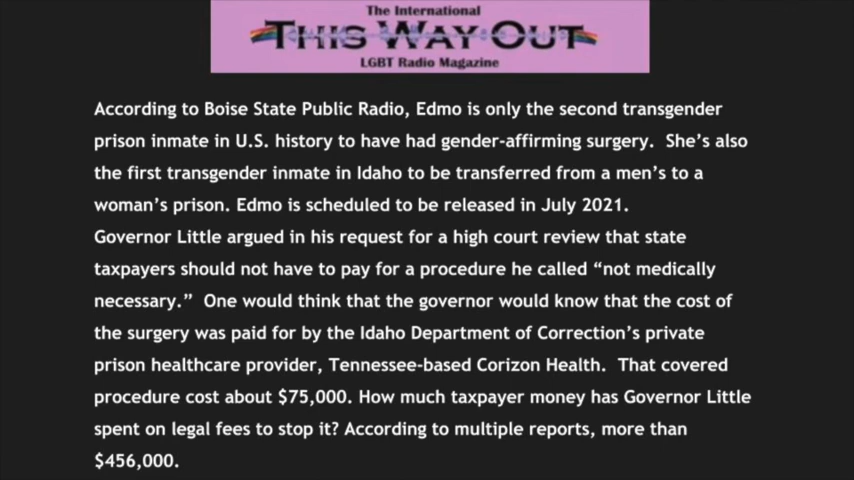 The International
THIS WAY OUT
LGBT Radio Magazine
According to Boise State Public Radio, Edmo is only the second transgender
prison inmate in U.S. history to have had gender-affirming surgery.  She’s also
the first transgender inmate in Idaho to be transferred from a men’s to a
woman’s prison. Edmo is scheduled to be released in July 2021.
Governor Little argued in his request for a high court review that state
taxpayers should not have to pay for a procedure he called “not medically
necessary.”  One would think that the governor would know that the cost of
the surgery was paid for by the Idaho Department of Correction’s private
prison healthcare provider, Tennessee-based Corizon Health.  That covered
procedure cost about $75,000. How much taxpayer money has Governor Little
spent on legal fees to stop it? According to multiple reports, more than
$456,000.